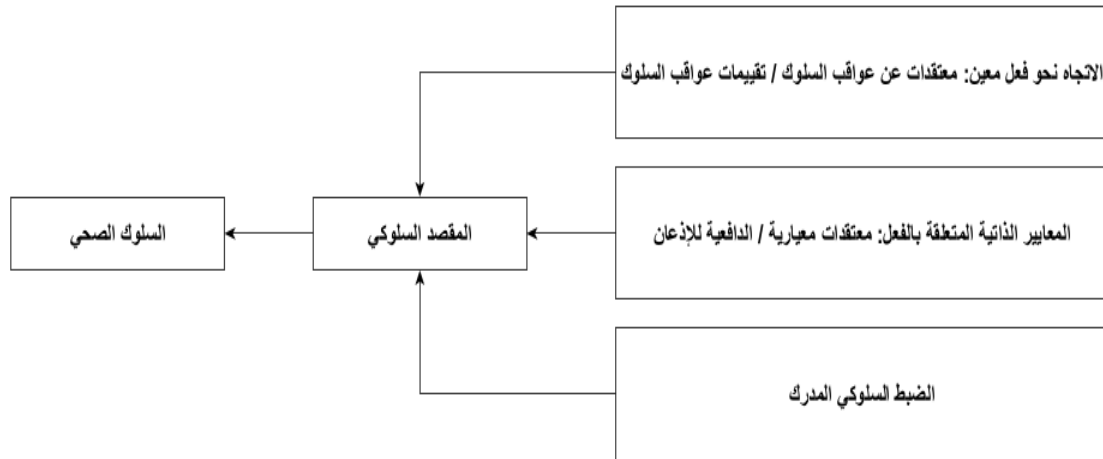 الاتجاه نحو فعل معين: معتقدات عن عواقب السلوك / تقييمات عواقب السلوك
المعايير الذاتية المتعلقة بالفعل: معتقدات معيارية / الدافعية للإذعان
المقصد السلوكي
السلوك الصحي
الضبط السلوكي المدرك